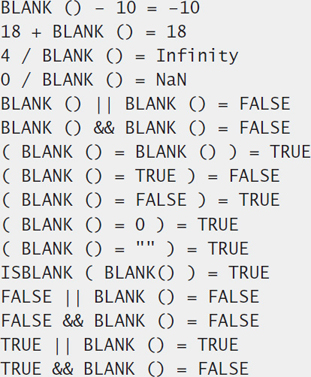 BLANK () - 10 = -10
18 + BLANK () = 18
4 / BLANK () = Infinity
0 / BLANK () = NaN
BLANK () || BLANK () = FALSE
BLANK () && BLANK () = FALSE
( BLANK () = BLANK () ) = TRUE
( BLANK () = TRUE ) = FALSE
( BLANK () = FALSE ) = TRUE
( BLANK () = 0 ) = TRUE
( BLANK () = "" ) = TRUE
ISBLANK ( BLANK() ) = TRUE
FALSE || BLANK () = FALSE
FALSE && BLANK () = FALSE
TRUE || BLANK () = TRUE
TRUE && BLANK () = FALSE